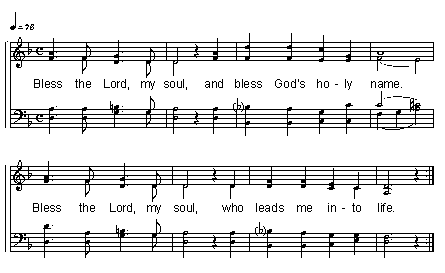 ♩=76
Bless the Lord, my soul, and bless God's ho-ly name.
Bless the Lord, my soul, who leads me in-to life.